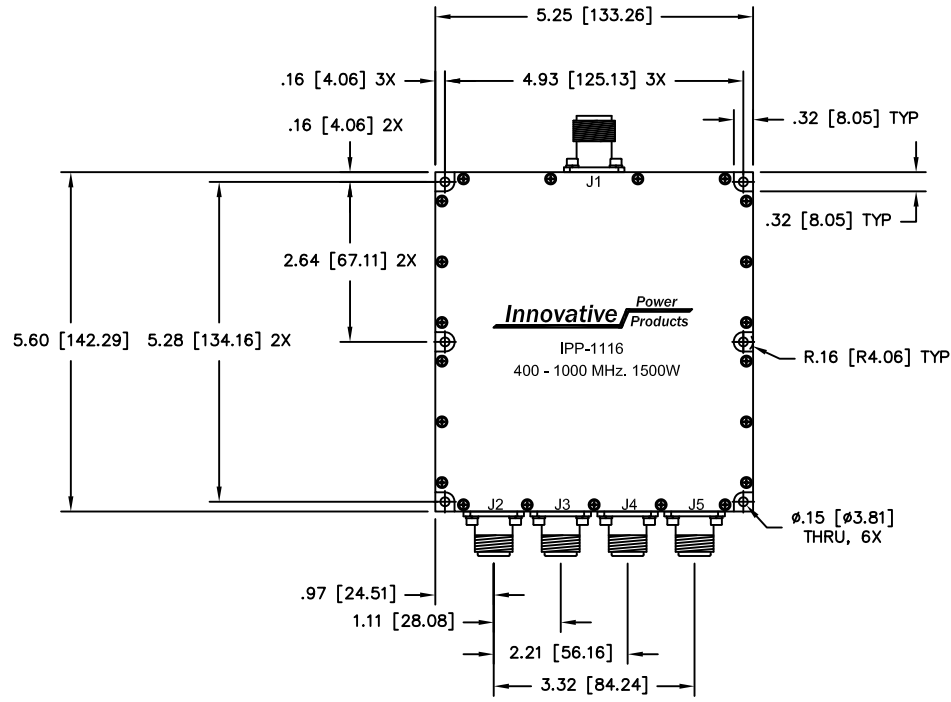 5.25 [133.26]
.16 [4.06] 3X
4.93 [125.13] 3X
.16 [4.06] 2X
.32 [8.05] TYP
J1
.32 [8.05] TYP
2.64 [67.11] 2X
Innovative Power Products
5.60 [142.29]
5.28 [134.16] 2X
IPP-1116
R.16 [R4.06] TYP
400 - 1000 MHz. 1500W
J2 J3 J4 J5
ø.15 [ø3.81]
THRU, 6X
.97 [24.51]
1.11 [28.08]
2.21 [56.16]
3.32 [84.24]